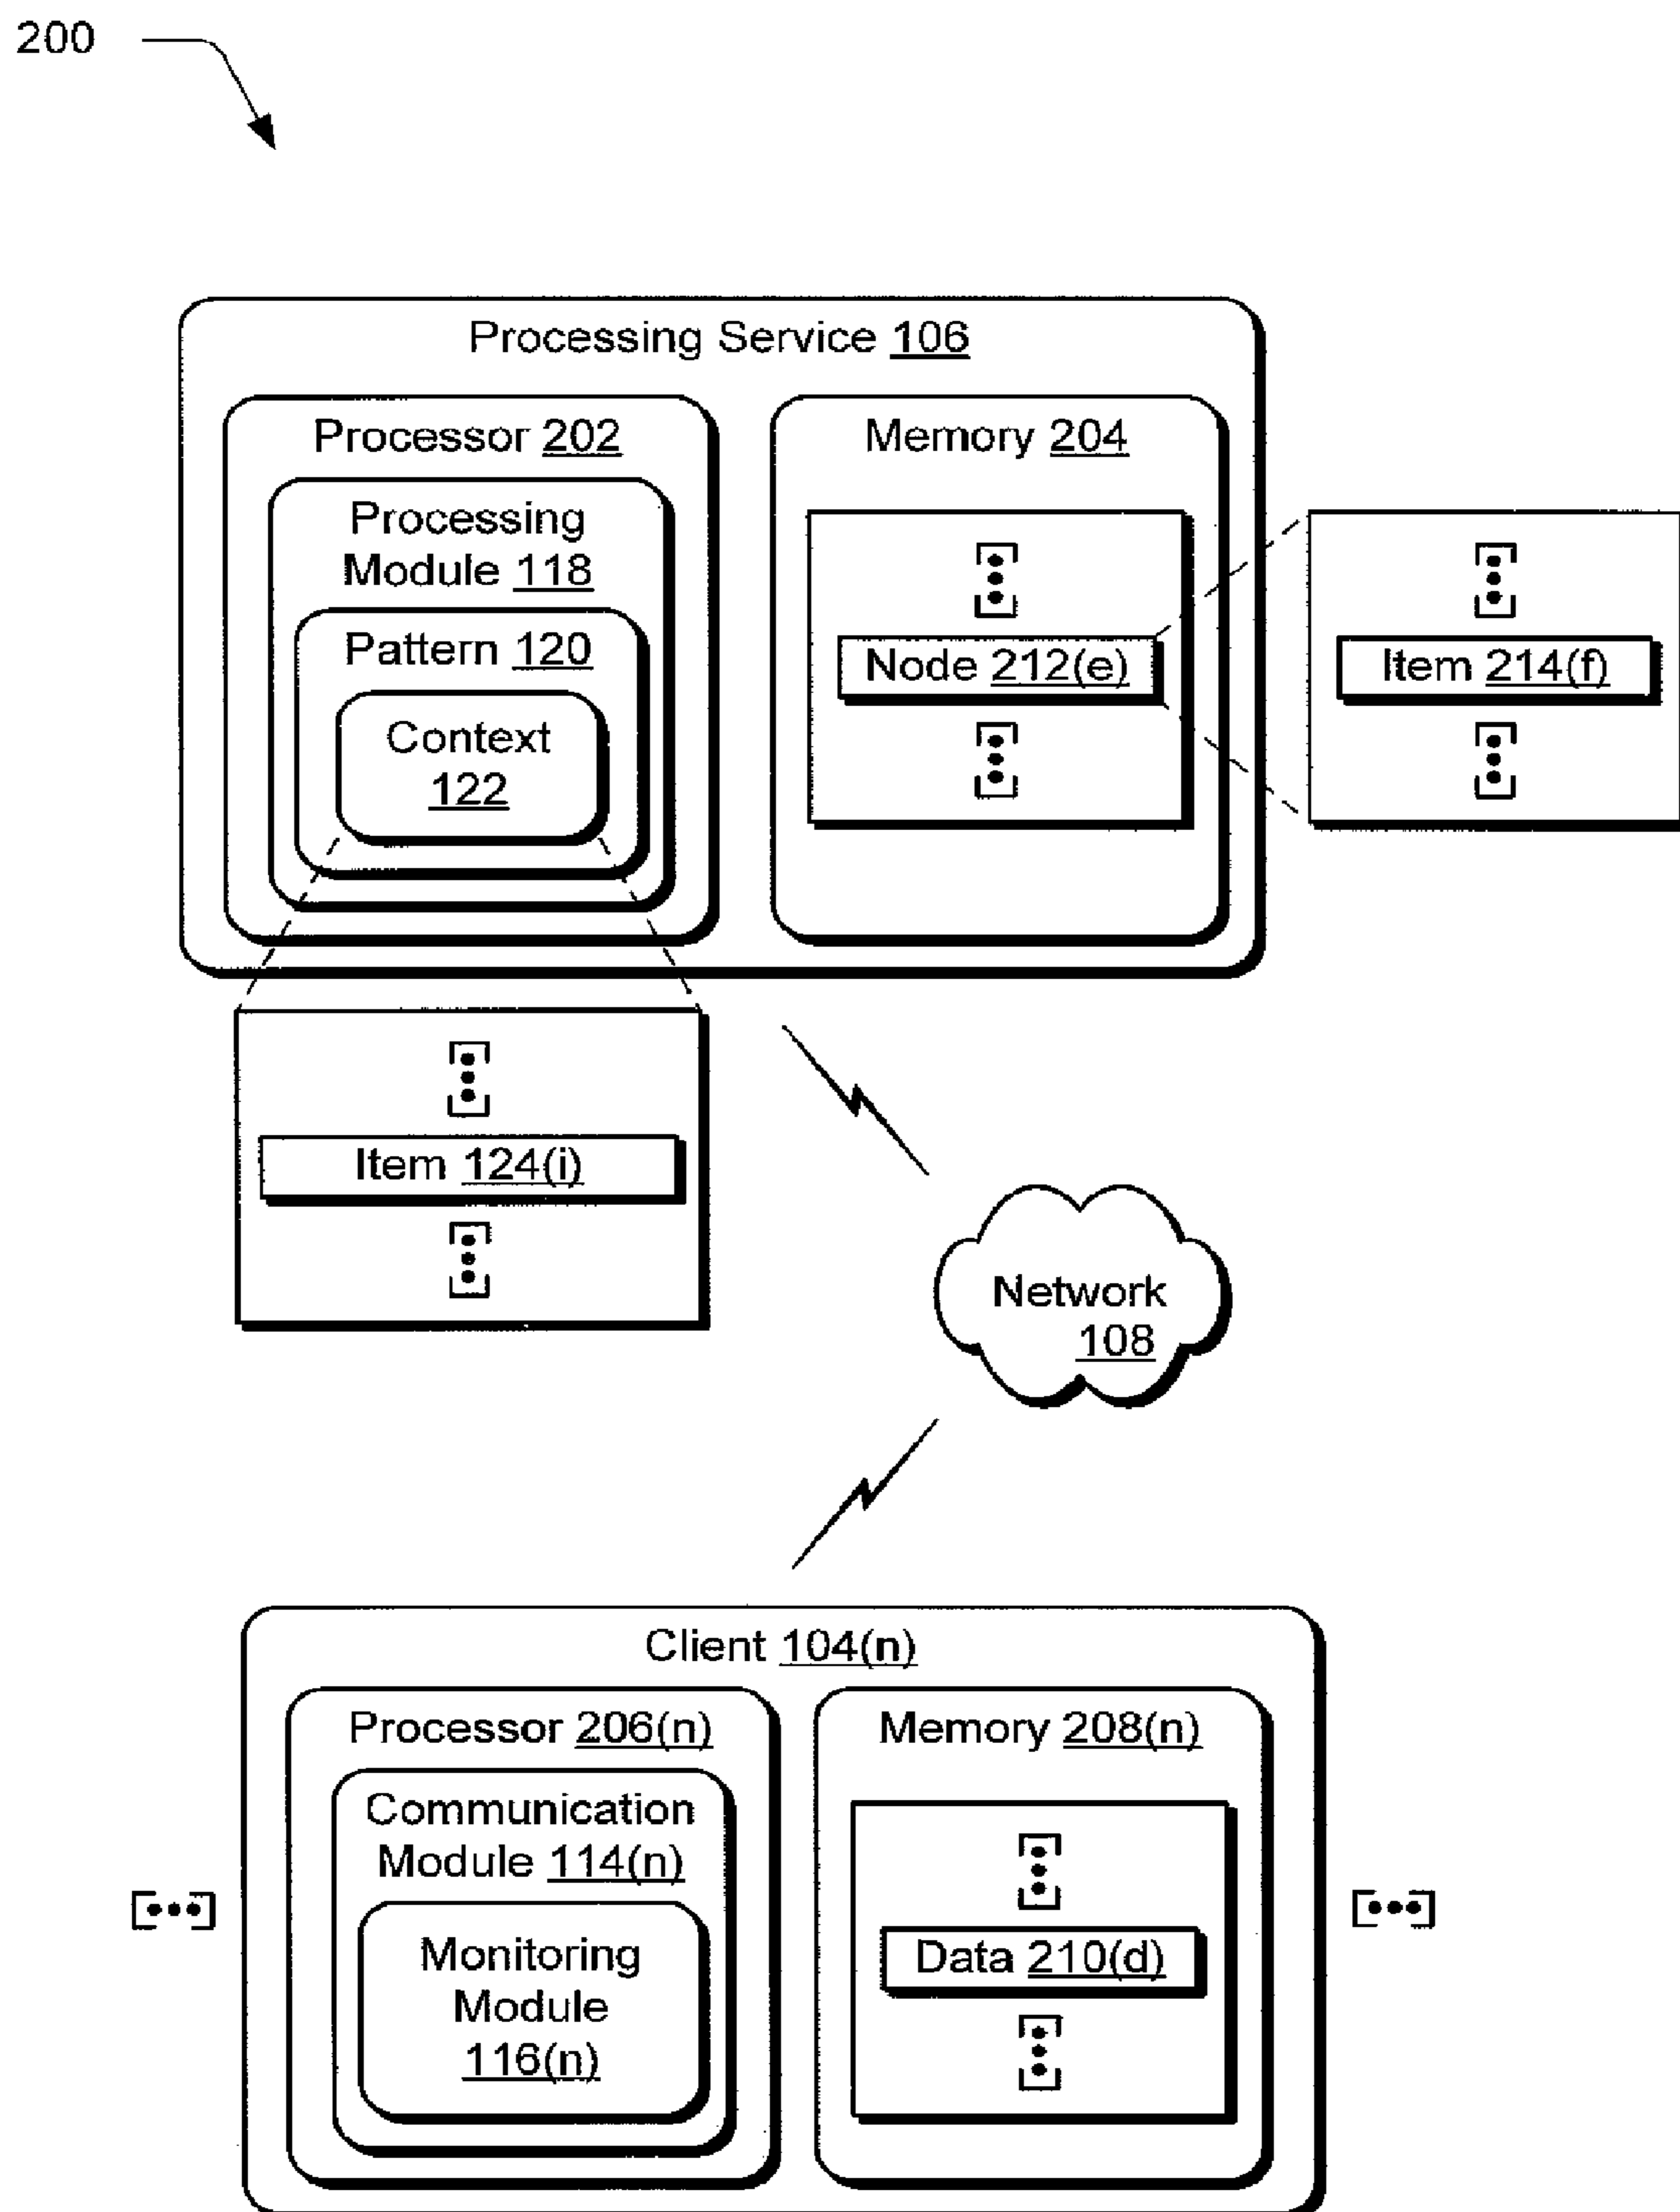 200
Processing Service 106
Processor 202
Processing
Module 118
Pattern 120
Context
122
Memory 204
Node 212(e)
Item 214(f)
Item 124(i)
Network
108
Client 104(n)
Processor 206(n)
Communication
Module 114(n)
Monitoring
Module
116(n)
Memory 208(n)
Data 210(d)